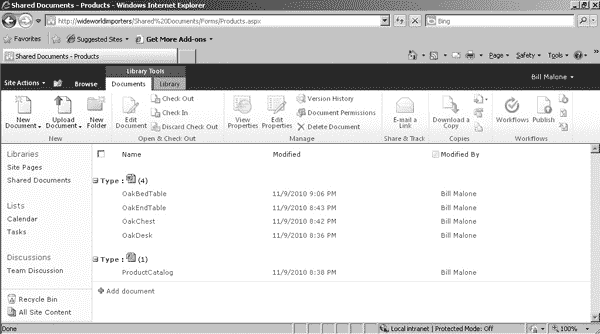 Shared Documents - Products - Windows Internet Explorer
http://wideworldimporters/Shared%20Documents/Forms/Products.aspx
Bing
Favorites
Suggested Sites
Get More Add-ons
Shared Documents - Products
Page
Safety
Tools
Library Tools
Bill Malone
Site Actions
Browse
Documents
Library
New Document
Upload Document
New Folder
New
Edit Document
Check Out
Check In
Discard Check Out
Open & Check Out
View Properties
Edit Properties
Version History
Document Permissions
Delete Document
Manage
E-mail a Link
Share & Track
Download a Copy
Copies
Workflows
Publish
Workflows
Libraries
Site Pages
Shared Documents
Lists
Calendar
Tasks
Discussions
Team Discussion
Recycle Bin
All Site Content
Name Modified Modified By
Type : (4)
OakBedTable 11/9/2010 9:06 PM Bill Malone
OakEndTable 11/9/2010 8:43 PM Bill Malone
OakChest 11/9/2010 8:42 PM Bill Malone
OakDesk 11/9/2010 8:36 PM Bill Malone
Type : (1)
ProductCatalog 11/9/2010 8:38 PM Bill Malone
Add document
Done
Local intranet | Protected Mode: Off
100%